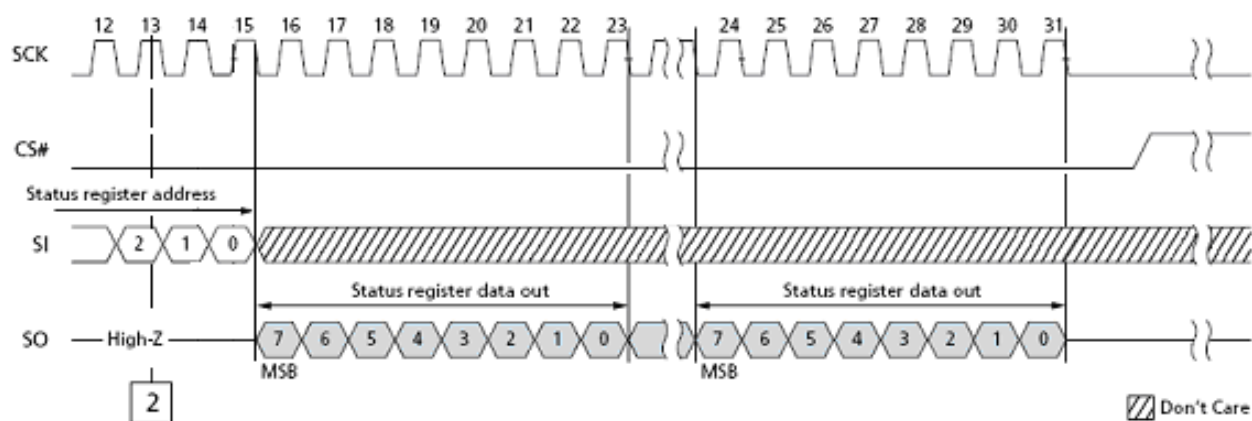 12 13 14 15 16 17 18 19 20 21 22 23 24 25 26 27 28 29 30 31
SCK
CS#
Status register address
SI 2 1 0
Status register data out Status register data out
SO High-Z 7 6 5 4 3 2 1 0 7 6 5 4 3 2 1 0
MSB MSB
2
Don't Care